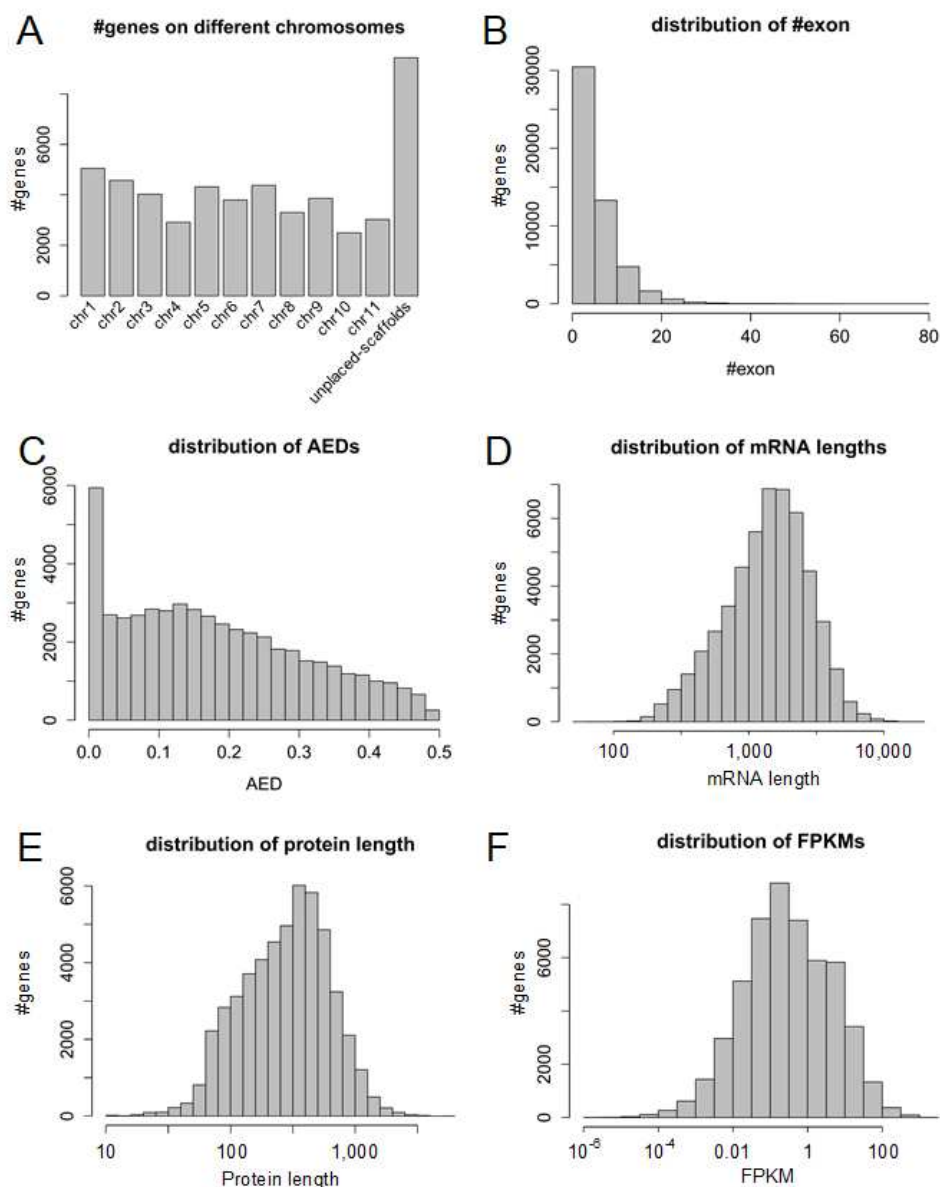 A
#genes on different chromosomes
#genes
0
2000
6000
chr1
chr2
chr3
chr4
chr5
chr6
chr7
chr8
chr9
chr10
chr11
unplaced-scaffolds
B
distribution of #exon
#genes
0
10000
20000
30000
0 20 40 60 80
#exon
C
distribution of AEDs
#genes
0
2000
4000
6000
0.0 0.1 0.2 0.3 0.4 0.5
AED
D
distribution of mRNA lengths
#genes
0
2000
4000
6000
100 1,000 10,000
mRNA length
E
distribution of protein length
#genes
0
2000
4000
6000
10 100 1,000
Protein length
F
distribution of FPKMs
#genes
0
2000
6000
10⁻⁶ 10⁻⁴ 0.01 1 100
FPKM